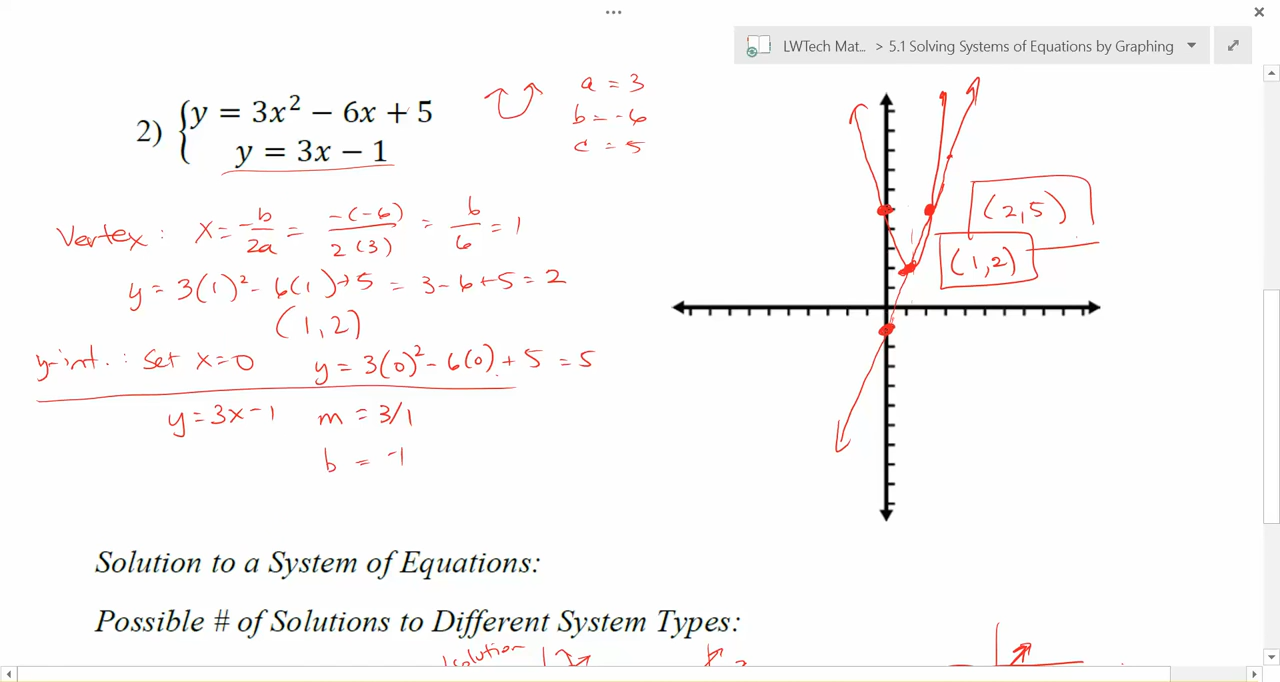 LWTech Mat... > 5.1 Solving Systems of Equations by Graphing
2) {y = 3x² − 6x + 5
y = 3x − 1
a = 3
b = -6
c = 5
Vertex : x = -b/2a = -(-6)/2(3) = 6/6 = 1
y = 3(1)² - 6(1) + 5 = 3 - 6 + 5 = 2
(1,2)
y-int. : Set x=0 y = 3(0)² - 6(0) + 5 = 5
y = 3x - 1 m = 3/1
b = -1
(2,5)
(1,2)
Solution to a System of Equations:
Possible # of Solutions to Different System Types:
solution